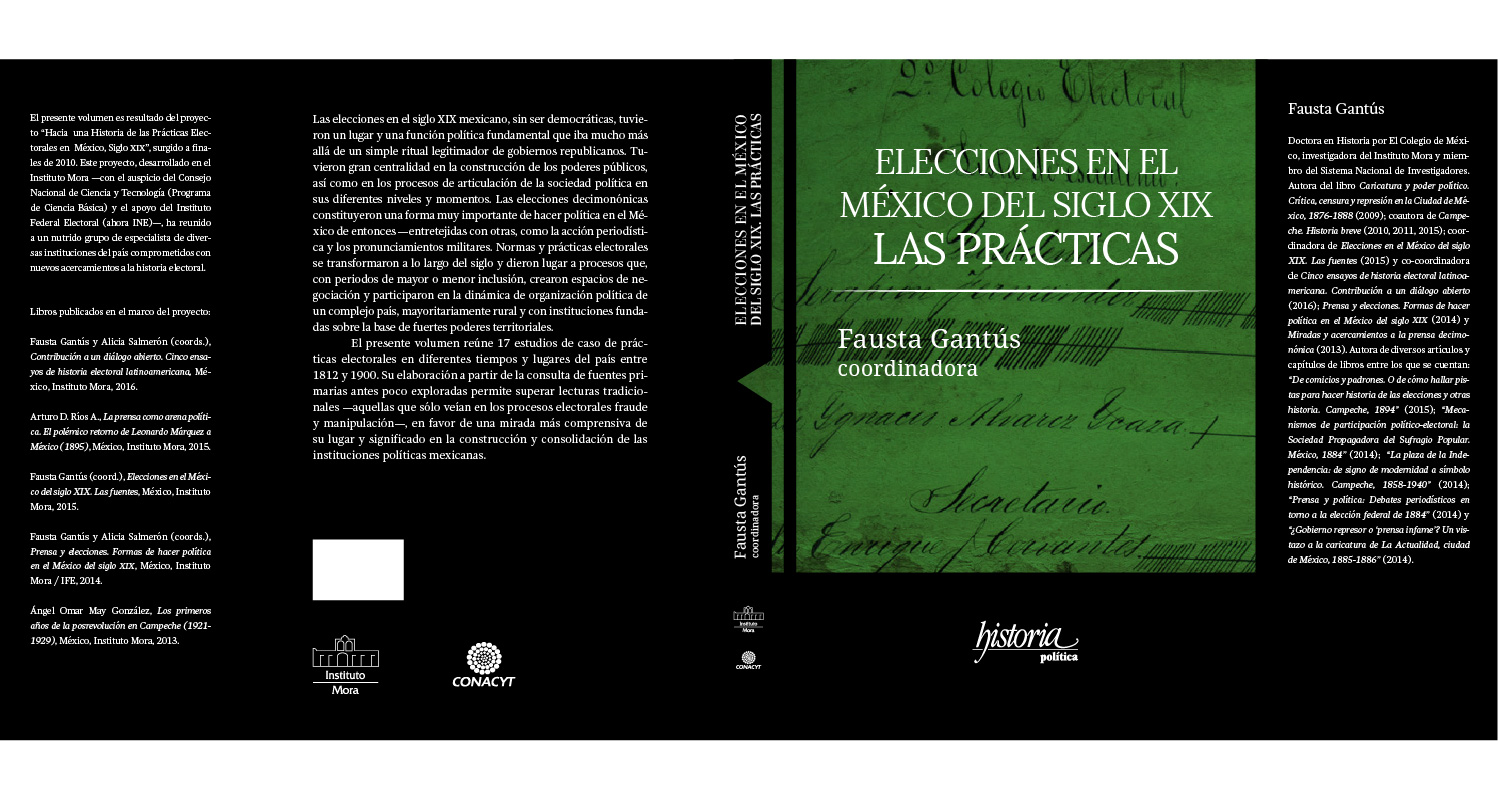 El presente volumen es resultado del proyec-
to “Hacia una Historia de las Prácticas Elec-
torales en México, Siglo XIX”, surgido a fina-
les de 2010. Este proyecto, desarrollado en el
Instituto Mora —con el auspicio del Consejo
Nacional de Ciencia y Tecnología (Programa
de Ciencia Básica) y el apoyo del Instituto
Federal Electoral (ahora INE)—, ha reunido
a un nutrido grupo de especialista de diver-
sas instituciones del país comprometidos con
nuevos acercamientos a la historia electoral.
Libros publicados en el marco del proyecto:
Fausta Gantús y Alicia Salmerón (coords.),
Contribución a un diálogo abierto. Cinco ensa-
yos de historia electoral latinoamericana, Mé-
xico, Instituto Mora, 2016.
Arturo D. Ríos A., La prensa como arena políti-
ca. El polémico retorno de Leonardo Márquez a
México (1895), México, Instituto Mora, 2015.
Fausta Gantús (coord.), Elecciones en el Méxi-
co del siglo XIX. Las fuentes, México, Instituto
Mora, 2015.
Fausta Gantús y Alicia Salmerón (coords.),
Prensa y elecciones. Formas de hacer política
en el México del siglo XIX, México, Instituto
Mora / IFE, 2014.
Ángel Omar May González, Los primeros
años de la posrevolución en Campeche (1921-
1929), México, Instituto Mora, 2013.
Las elecciones en el siglo XIX mexicano, sin ser democráticas, tuvie-
ron un lugar y una función política fundamental que iba mucho más
allá de un simple ritual legitimador de gobiernos republicanos. Tu-
vieron gran centralidad en la construcción de los poderes públicos,
así como en los procesos de articulación de la sociedad política en
sus diferentes niveles y momentos. Las elecciones decimonónicas
constituyeron una forma muy importante de hacer política en el Mé-
xico de entonces —entretejidas con otras, como la acción periodísti-
ca y los pronunciamientos militares. Normas y prácticas electorales
se transformaron a lo largo del siglo y dieron lugar a procesos que,
con periodos de mayor o menor inclusión, crearon espacios de ne-
gociación y participaron en la dinámica de organización política de
un complejo país, mayoritariamente rural y con instituciones funda-
das sobre la base de fuertes poderes territoriales.
El presente volumen reúne 17 estudios de caso de prác-
ticas electorales en diferentes tiempos y lugares del país entre
1812 y 1900. Su elaboración a partir de la consulta de fuentes pri-
marias antes poco exploradas permite superar lecturas tradicio-
nales —aquellas que sólo veían en los procesos electorales fraude
y manipulación—, en favor de una mirada más comprensiva de
su lugar y significado en la construcción y consolidación de las
instituciones políticas mexicanas.
Instituto
Mora
CONACYT
ELECCIONES EN EL MÉXICO
DEL SIGLO XIX. LAS PRÁCTICAS
Fausta Gantús
coordinadora
Instituto
Mora
CONACYT
2º Colegio Electoral
ELECCIONES EN EL
MÉXICO DEL SIGLO XIX
LAS PRÁCTICAS
Serapion Fernandez
Fausta Gantús
coordinadora
Ygnacio Alvarez Ycaza.
Secretario.
Enrique Cervantes
historia
política
Fausta Gantús
Doctora en Historia por El Colegio de Méxi-
co, investigadora del Instituto Mora y miem-
bro del Sistema Nacional de Investigadores.
Autora del libro Caricatura y poder político.
Crítica, censura y represión en la Ciudad de Mé-
xico, 1876-1888 (2009); coautora de Campe-
che. Historia breve (2010, 2011, 2015); coor-
dinadora de Elecciones en el México del siglo
XIX. Las fuentes (2015) y co-coordinadora
de Cinco ensayos de historia electoral latinoa-
mericana. Contribución a un diálogo abierto
(2016); Prensa y elecciones. Formas de hacer
política en el México del siglo XIX (2014) y
Miradas y acercamientos a la prensa decimo-
nónica (2013). Autora de diversos artículos y
capítulos de libros entre los que se cuentan:
“De comicios y padrones. O de cómo hallar pis-
tas para hacer historia de las elecciones y otras
historia. Campeche, 1894” (2015); “Meca-
nismos de participación político-electoral: la
Sociedad Propagadora del Sufragio Popular.
México, 1884” (2014); “La plaza de la Inde-
pendencia: de signo de modernidad a símbolo
histórico. Campeche, 1858-1940” (2014);
“Prensa y política: Debates periodísticos en
torno a la elección federal de 1884” (2014) y
“¿Gobierno represor o ‘prensa infame’? Un vis-
tazo a la caricatura de La Actualidad, ciudad
de México, 1885-1886” (2014).